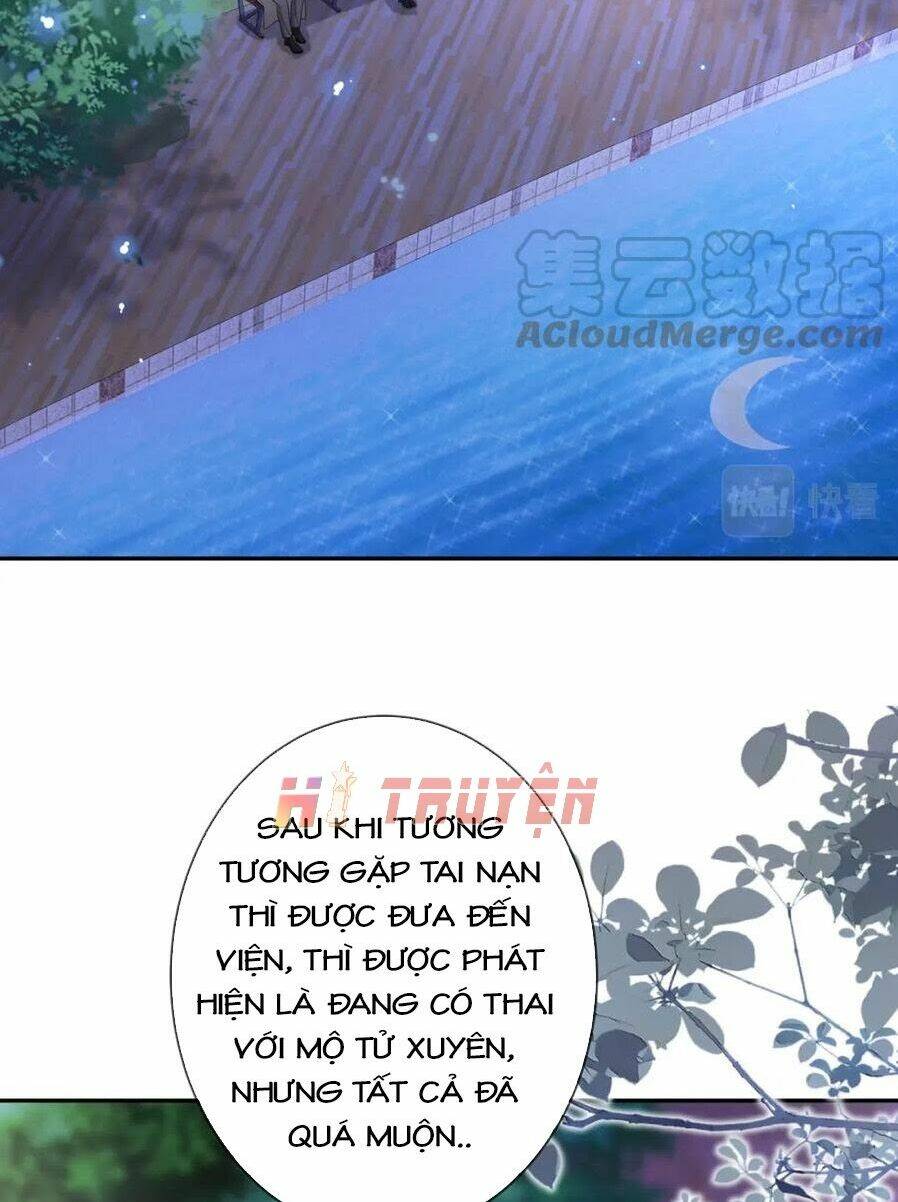 集云数据
ACloudMerge.com
快看! 快看
HI TRUYỆN
SAU KHI TƯƠNG
TƯƠNG GẶP TAI NẠN
THÌ ĐƯỢC ĐƯA ĐẾN
VIỆN, THÌ ĐƯỢC PHÁT
HIỆN LÀ ĐANG CÓ THAI
VỚI MỘ TỬ XUYÊN,
NHƯNG TẤT CẢ ĐÃ
QUÁ MUỘN..